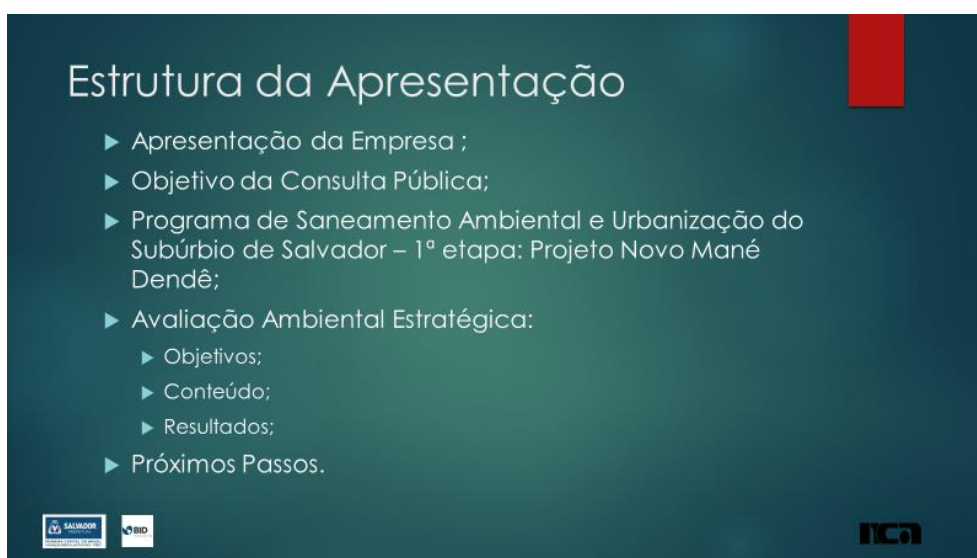 Estrutura da Apresentação
Apresentação da Empresa ;
Objetivo da Consulta Pública;
Programa de Saneamento Ambiental e Urbanização do
Subúrbio de Salvador – 1ª etapa: Projeto Novo Mané
Dendê;
Avaliação Ambiental Estratégica:
Objetivos;
Conteúdo;
Resultados;
Próximos Passos.
SALVADOR
PREFEITURA
BID
nca